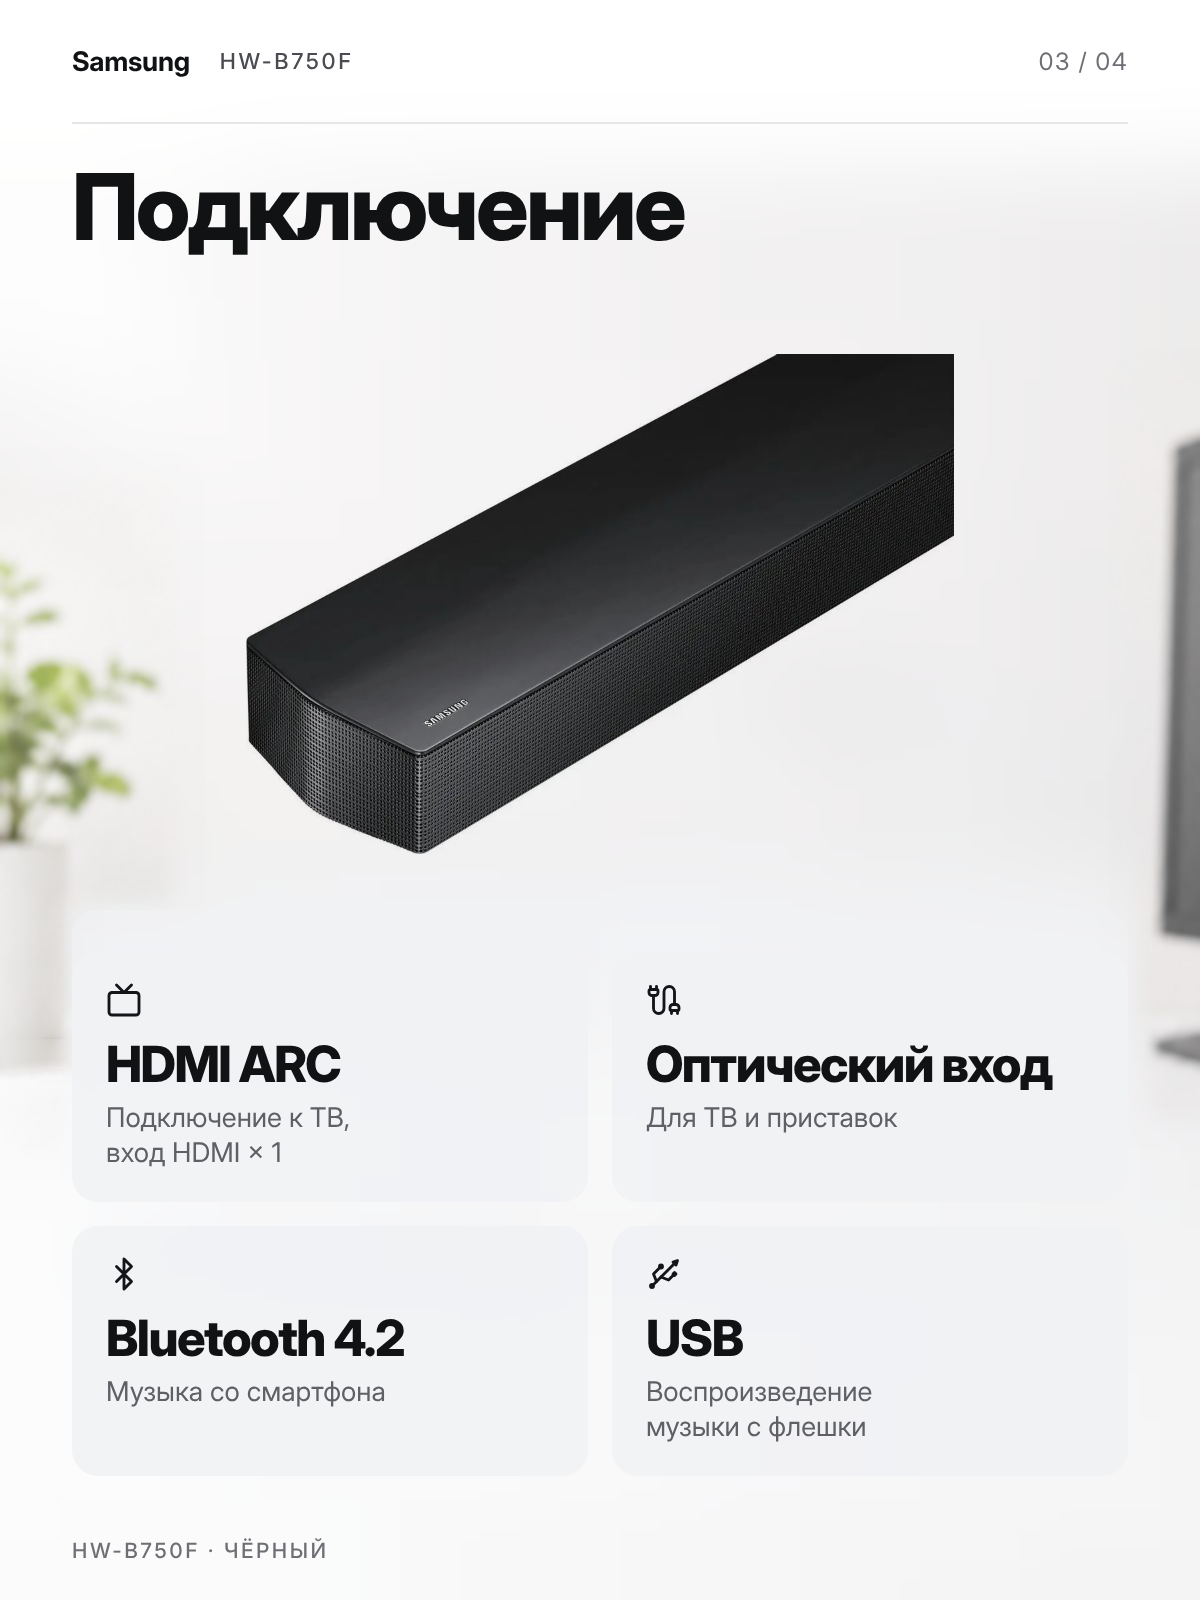 Samsung HW-B750F 03 / 04
Подключение
SAMSUNG
HDMI ARC
Подключение к ТВ,
вход HDMI × 1
Оптический вход
Для ТВ и приставок
Bluetooth 4.2
Музыка со смартфона
USB
Воспроизведение
музыки с флешки
HW-B750F · ЧЁРНЫЙ